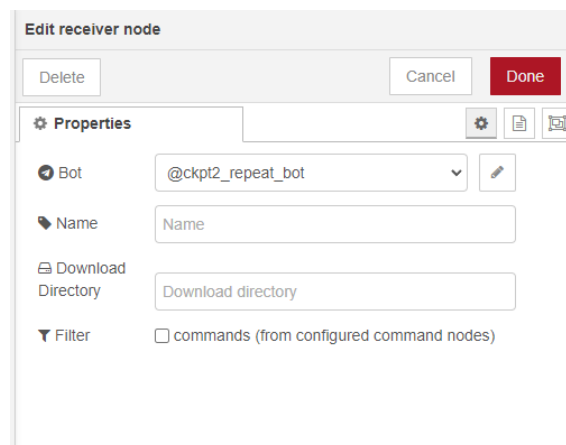 Edit receiver node
Delete
Cancel
Done
Properties
Bot
@ckpt2_repeat_bot
Name
Name
Download
Directory
Download directory
Filter
commands (from configured command nodes)